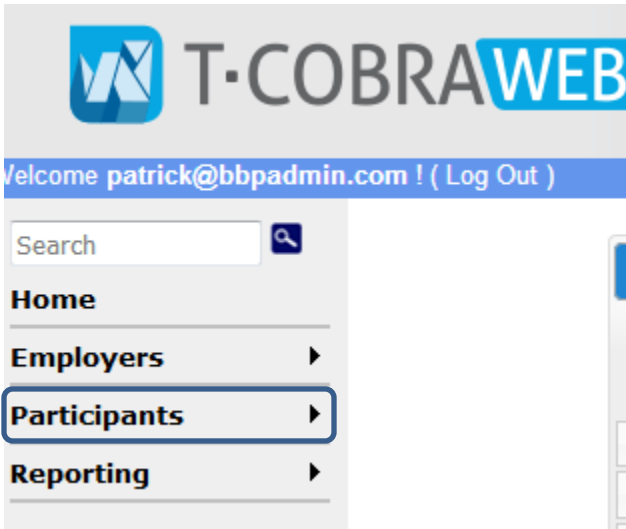 T·COBRAWEB
Welcome patrick@bbpadmin.com ! ( Log Out )
Search
Home
Employers
Participants
Reporting